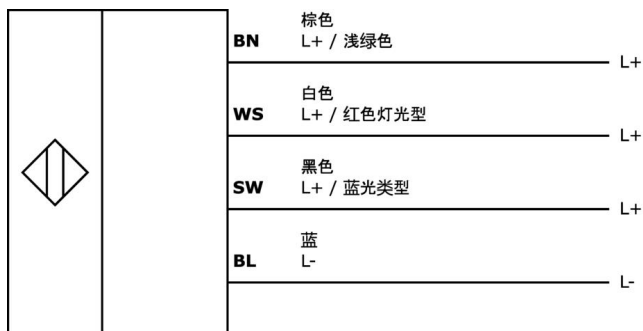 棕色
BN L+ / 浅绿色
L+
白色
WS L+ / 红色灯光型
L+
黑色
SW L+ / 蓝光类型
L+
蓝
BL L-
L-